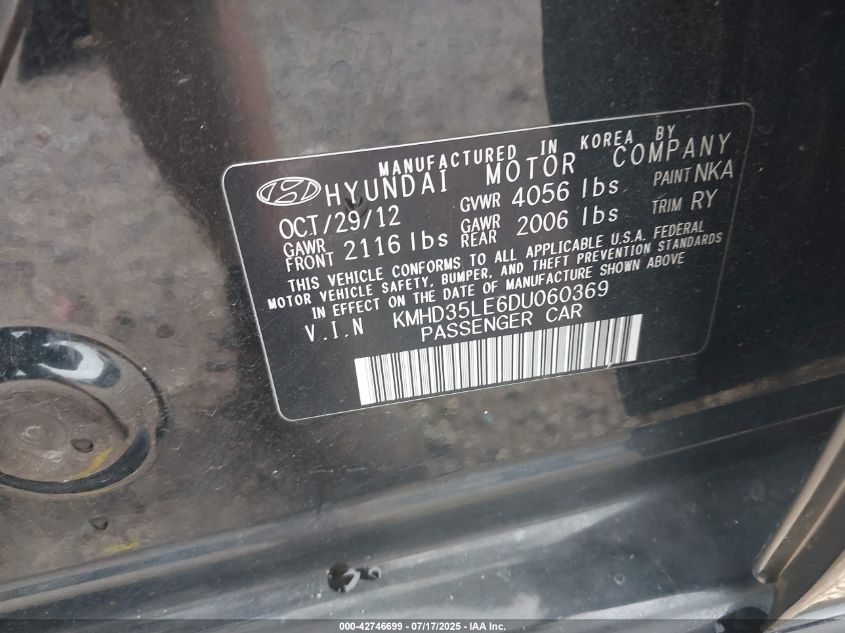 MANUFACTURED IN KOREA BY
HYUNDAI MOTOR COMPANY
OCT/29/12 GVWR 4056 lbs PAINT NKA
GAWR FRONT 2116 lbs GAWR REAR 2006 lbs TRIM RY
THIS VEHICLE CONFORMS TO ALL APPLICABLE U.S.A. FEDERAL
MOTOR VEHICLE SAFETY, BUMPER, AND THEFT PREVENTION STANDARDS
IN EFFECT ON THE DATE OF MANUFACTURE SHOWN ABOVE
V.I.N KMHD35LE6DU060369
PASSENGER CAR
000-42746699 - 07/17/2025 - IAA Inc.